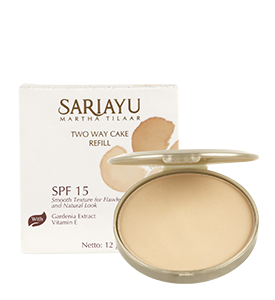 SARIAYU
MARTHA TILAAR
TWO WAY CAKE
REFILL
SPF 15
Smooth Texture for
and Natural Look
With
Gardenia Extract
Vitamin E
Netto: 12